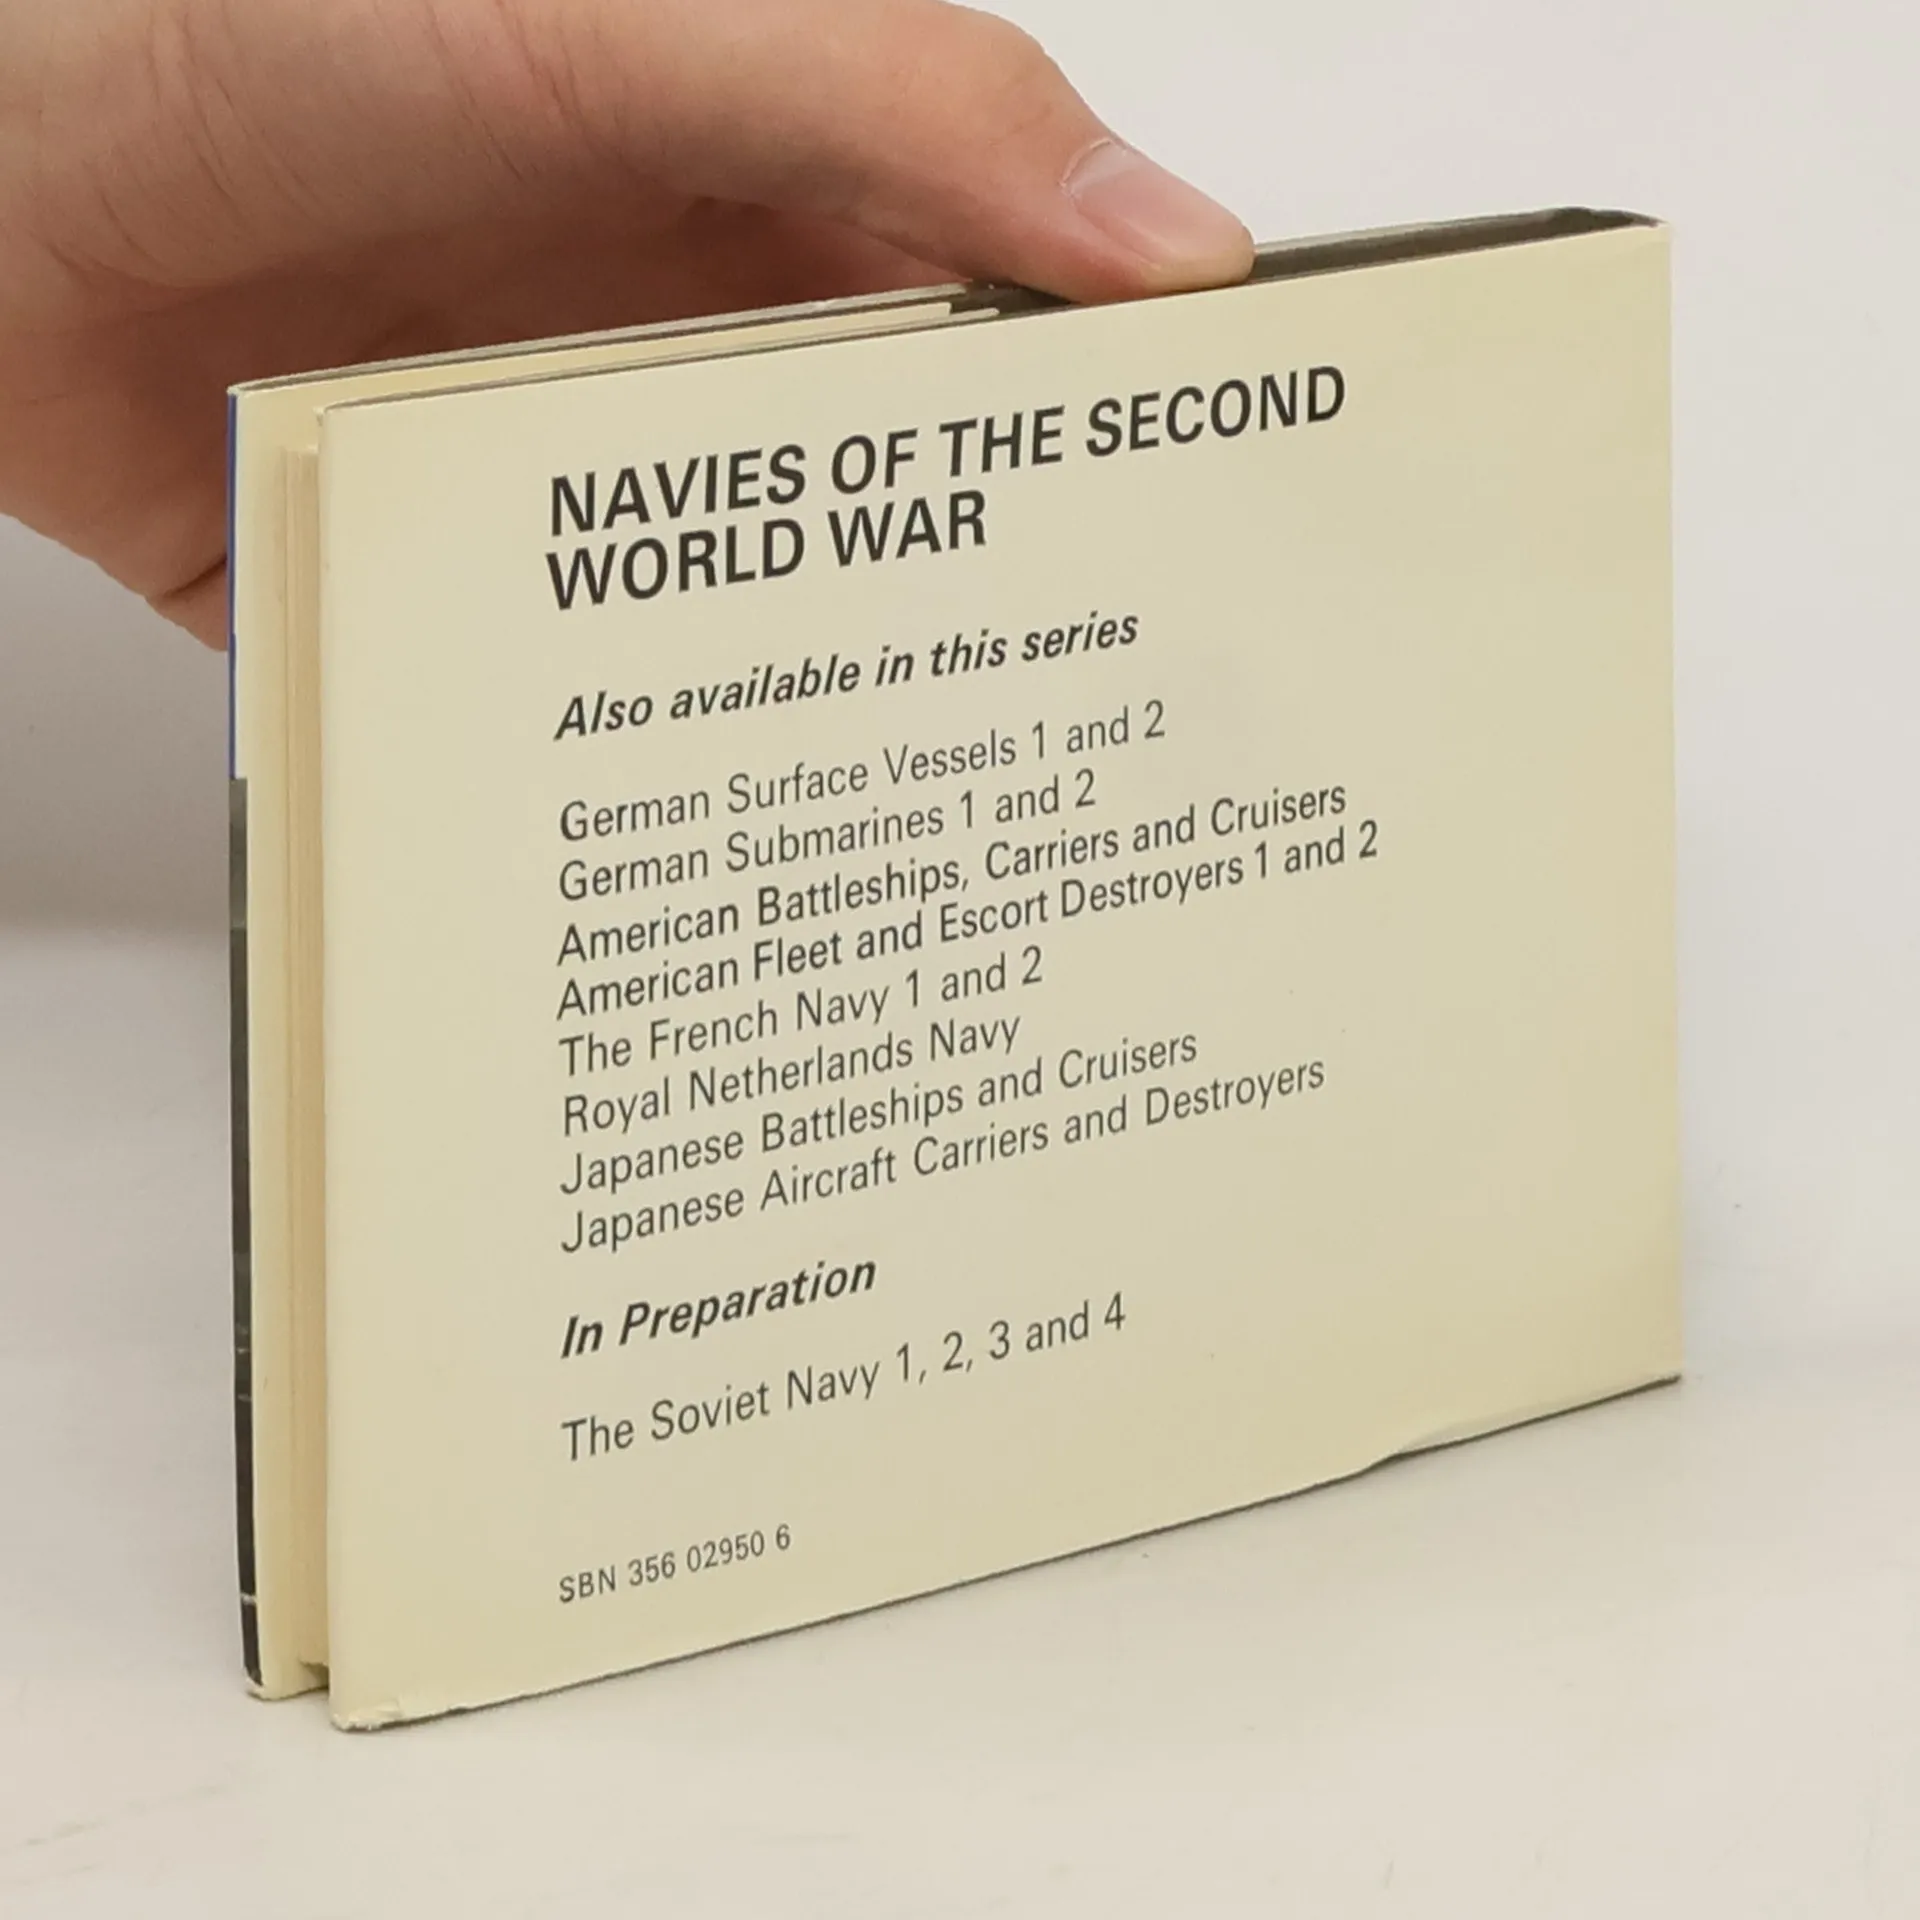 NAVIES OF THE SECOND
WORLD WAR
Also available in this series
German Surface Vessels 1 and 2
German Submarines 1 and 2
American Battleships, Carriers and Cruisers
American Fleet and Escort Destroyers 1 and 2
The French Navy 1 and 2
Royal Netherlands Navy
Japanese Battleships and Cruisers
Japanese Aircraft Carriers and Destroyers
In Preparation
The Soviet Navy 1, 2, 3 and 4
SBN 356 02950 6